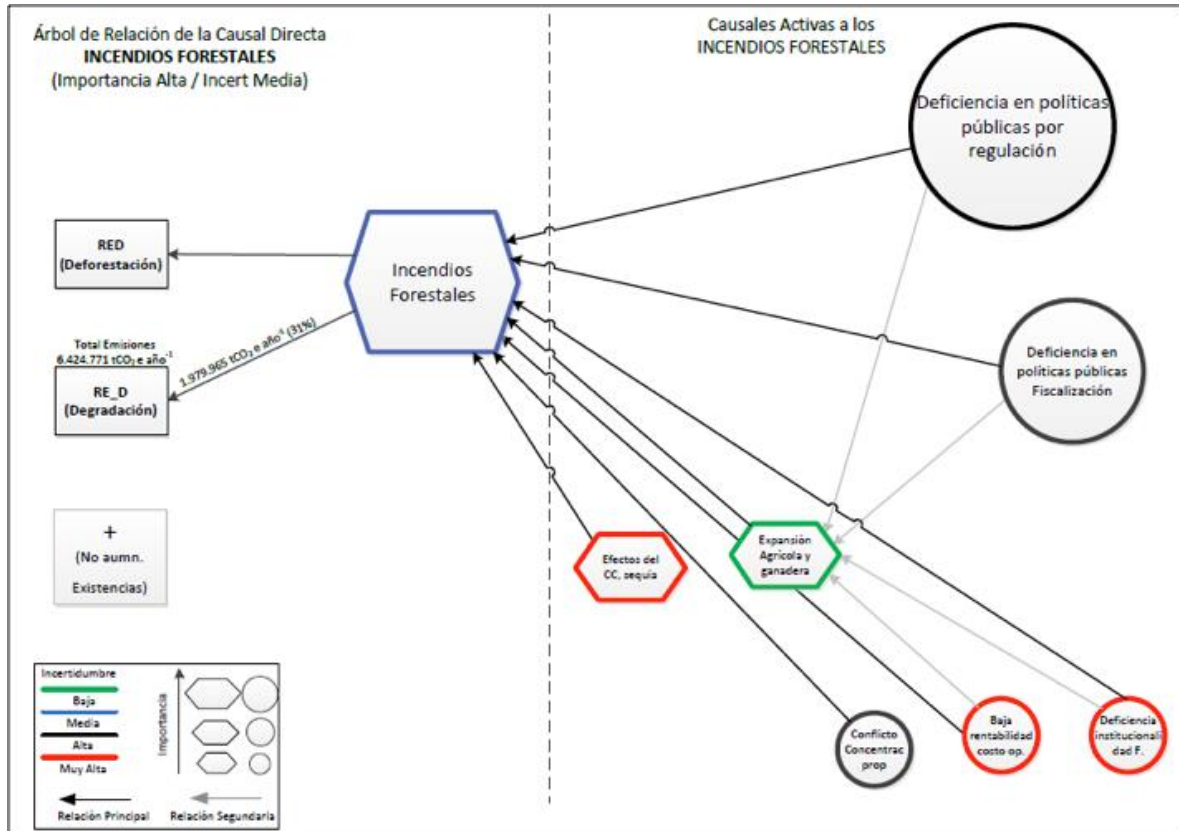 Árbol de Relación de la Causal Directa
INCENDIOS FORESTALES
(Importancia Alta / Incert Media)
Causales Activas a los
INCENDIOS FORESTALES
Deficiencia en políticas
públicas por
regulación
RED
(Deforestación)
Incendios
Forestales
Total Emisiones
6.424.771 tCO₂ e año⁻¹
1.979.965 tCO₂ e año⁻¹ (31%)
RE_D
(Degradación)
Deficiencia en
políticas públicas
Fiscalización
+
(No aumn.
Existencias)
Efectos del
CC, sequia
Expansión
Agrícola y
ganadera
Incertidumbre
Baja
Media
Alta
Muy Alta
Importancia
Relación Principal
Relación Segundaria
Conflicto
Concentrac
prop
Baja
rentabilidad
costo op.
Deficiencia
institucionali
dad F.